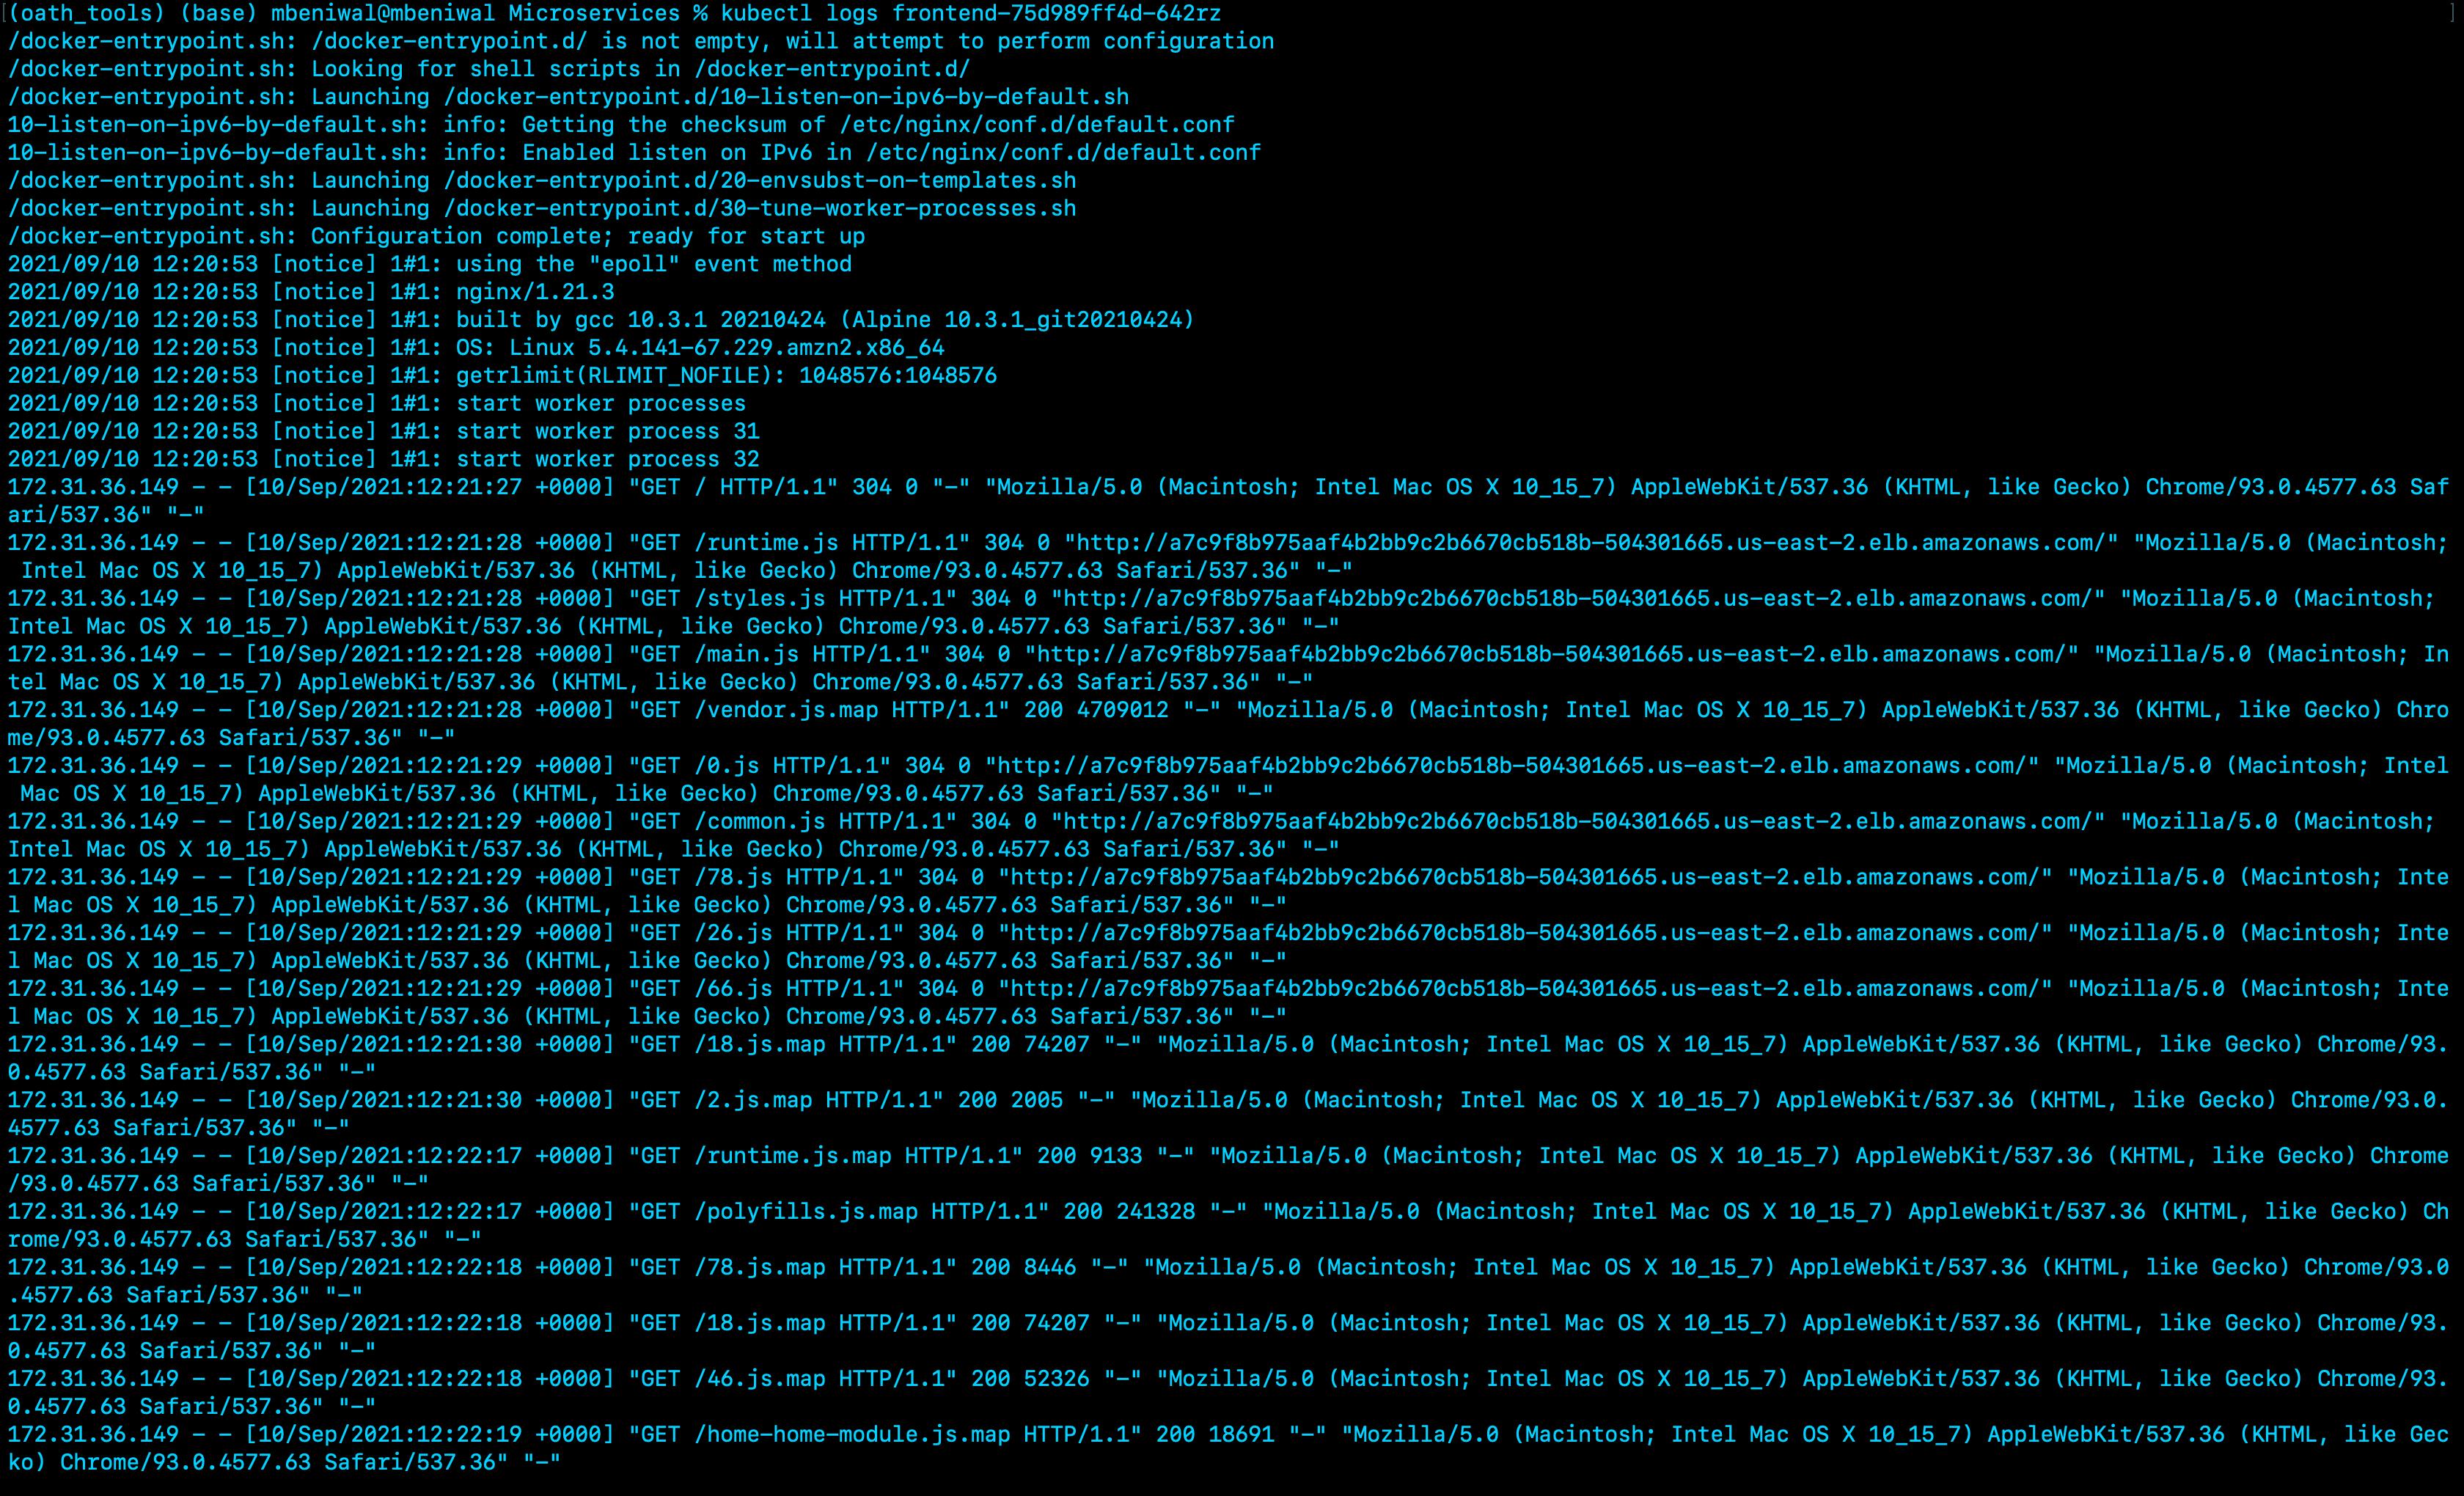 [(oath_tools) (base) mbeniwal@mbeniwal Microservices % kubectl logs frontend-75d989ff4d-642rz ]
/docker-entrypoint.sh: /docker-entrypoint.d/ is not empty, will attempt to perform configuration
/docker-entrypoint.sh: Looking for shell scripts in /docker-entrypoint.d/
/docker-entrypoint.sh: Launching /docker-entrypoint.d/10-listen-on-ipv6-by-default.sh
10-listen-on-ipv6-by-default.sh: info: Getting the checksum of /etc/nginx/conf.d/default.conf
10-listen-on-ipv6-by-default.sh: info: Enabled listen on IPv6 in /etc/nginx/conf.d/default.conf
/docker-entrypoint.sh: Launching /docker-entrypoint.d/20-envsubst-on-templates.sh
/docker-entrypoint.sh: Launching /docker-entrypoint.d/30-tune-worker-processes.sh
/docker-entrypoint.sh: Configuration complete; ready for start up
2021/09/10 12:20:53 [notice] 1#1: using the "epoll" event method
2021/09/10 12:20:53 [notice] 1#1: nginx/1.21.3
2021/09/10 12:20:53 [notice] 1#1: built by gcc 10.3.1 20210424 (Alpine 10.3.1_git20210424)
2021/09/10 12:20:53 [notice] 1#1: OS: Linux 5.4.141-67.229.amzn2.x86_64
2021/09/10 12:20:53 [notice] 1#1: getrlimit(RLIMIT_NOFILE): 1048576:1048576
2021/09/10 12:20:53 [notice] 1#1: start worker processes
2021/09/10 12:20:53 [notice] 1#1: start worker process 31
2021/09/10 12:20:53 [notice] 1#1: start worker process 32
172.31.36.149 - - [10/Sep/2021:12:21:27 +0000] "GET / HTTP/1.1" 304 0 "-" "Mozilla/5.0 (Macintosh; Intel Mac OS X 10_15_7) AppleWebKit/537.36 (KHTML, like Gecko) Chrome/93.0.4577.63 Saf
ari/537.36" "-"
172.31.36.149 - - [10/Sep/2021:12:21:28 +0000] "GET /runtime.js HTTP/1.1" 304 0 "http://a7c9f8b975aaf4b2bb9c2b6670cb518b-504301665.us-east-2.elb.amazonaws.com/" "Mozilla/5.0 (Macintosh;
 Intel Mac OS X 10_15_7) AppleWebKit/537.36 (KHTML, like Gecko) Chrome/93.0.4577.63 Safari/537.36" "-"
172.31.36.149 - - [10/Sep/2021:12:21:28 +0000] "GET /styles.js HTTP/1.1" 304 0 "http://a7c9f8b975aaf4b2bb9c2b6670cb518b-504301665.us-east-2.elb.amazonaws.com/" "Mozilla/5.0 (Macintosh;
Intel Mac OS X 10_15_7) AppleWebKit/537.36 (KHTML, like Gecko) Chrome/93.0.4577.63 Safari/537.36" "-"
172.31.36.149 - - [10/Sep/2021:12:21:28 +0000] "GET /main.js HTTP/1.1" 304 0 "http://a7c9f8b975aaf4b2bb9c2b6670cb518b-504301665.us-east-2.elb.amazonaws.com/" "Mozilla/5.0 (Macintosh; In
tel Mac OS X 10_15_7) AppleWebKit/537.36 (KHTML, like Gecko) Chrome/93.0.4577.63 Safari/537.36" "-"
172.31.36.149 - - [10/Sep/2021:12:21:28 +0000] "GET /vendor.js.map HTTP/1.1" 200 4709012 "-" "Mozilla/5.0 (Macintosh; Intel Mac OS X 10_15_7) AppleWebKit/537.36 (KHTML, like Gecko) Chro
me/93.0.4577.63 Safari/537.36" "-"
172.31.36.149 - - [10/Sep/2021:12:21:29 +0000] "GET /0.js HTTP/1.1" 304 0 "http://a7c9f8b975aaf4b2bb9c2b6670cb518b-504301665.us-east-2.elb.amazonaws.com/" "Mozilla/5.0 (Macintosh; Intel
 Mac OS X 10_15_7) AppleWebKit/537.36 (KHTML, like Gecko) Chrome/93.0.4577.63 Safari/537.36" "-"
172.31.36.149 - - [10/Sep/2021:12:21:29 +0000] "GET /common.js HTTP/1.1" 304 0 "http://a7c9f8b975aaf4b2bb9c2b6670cb518b-504301665.us-east-2.elb.amazonaws.com/" "Mozilla/5.0 (Macintosh;
Intel Mac OS X 10_15_7) AppleWebKit/537.36 (KHTML, like Gecko) Chrome/93.0.4577.63 Safari/537.36" "-"
172.31.36.149 - - [10/Sep/2021:12:21:29 +0000] "GET /78.js HTTP/1.1" 304 0 "http://a7c9f8b975aaf4b2bb9c2b6670cb518b-504301665.us-east-2.elb.amazonaws.com/" "Mozilla/5.0 (Macintosh; Inte
l Mac OS X 10_15_7) AppleWebKit/537.36 (KHTML, like Gecko) Chrome/93.0.4577.63 Safari/537.36" "-"
172.31.36.149 - - [10/Sep/2021:12:21:29 +0000] "GET /26.js HTTP/1.1" 304 0 "http://a7c9f8b975aaf4b2bb9c2b6670cb518b-504301665.us-east-2.elb.amazonaws.com/" "Mozilla/5.0 (Macintosh; Inte
l Mac OS X 10_15_7) AppleWebKit/537.36 (KHTML, like Gecko) Chrome/93.0.4577.63 Safari/537.36" "-"
172.31.36.149 - - [10/Sep/2021:12:21:29 +0000] "GET /66.js HTTP/1.1" 304 0 "http://a7c9f8b975aaf4b2bb9c2b6670cb518b-504301665.us-east-2.elb.amazonaws.com/" "Mozilla/5.0 (Macintosh; Inte
l Mac OS X 10_15_7) AppleWebKit/537.36 (KHTML, like Gecko) Chrome/93.0.4577.63 Safari/537.36" "-"
172.31.36.149 - - [10/Sep/2021:12:21:30 +0000] "GET /18.js.map HTTP/1.1" 200 74207 "-" "Mozilla/5.0 (Macintosh; Intel Mac OS X 10_15_7) AppleWebKit/537.36 (KHTML, like Gecko) Chrome/93.
0.4577.63 Safari/537.36" "-"
172.31.36.149 - - [10/Sep/2021:12:21:30 +0000] "GET /2.js.map HTTP/1.1" 200 2005 "-" "Mozilla/5.0 (Macintosh; Intel Mac OS X 10_15_7) AppleWebKit/537.36 (KHTML, like Gecko) Chrome/93.0.
4577.63 Safari/537.36" "-"
172.31.36.149 - - [10/Sep/2021:12:22:17 +0000] "GET /runtime.js.map HTTP/1.1" 200 9133 "-" "Mozilla/5.0 (Macintosh; Intel Mac OS X 10_15_7) AppleWebKit/537.36 (KHTML, like Gecko) Chrome
/93.0.4577.63 Safari/537.36" "-"
172.31.36.149 - - [10/Sep/2021:12:22:17 +0000] "GET /polyfills.js.map HTTP/1.1" 200 241328 "-" "Mozilla/5.0 (Macintosh; Intel Mac OS X 10_15_7) AppleWebKit/537.36 (KHTML, like Gecko) Ch
rome/93.0.4577.63 Safari/537.36" "-"
172.31.36.149 - - [10/Sep/2021:12:22:18 +0000] "GET /78.js.map HTTP/1.1" 200 8446 "-" "Mozilla/5.0 (Macintosh; Intel Mac OS X 10_15_7) AppleWebKit/537.36 (KHTML, like Gecko) Chrome/93.0
.4577.63 Safari/537.36" "-"
172.31.36.149 - - [10/Sep/2021:12:22:18 +0000] "GET /18.js.map HTTP/1.1" 200 74207 "-" "Mozilla/5.0 (Macintosh; Intel Mac OS X 10_15_7) AppleWebKit/537.36 (KHTML, like Gecko) Chrome/93.
0.4577.63 Safari/537.36" "-"
172.31.36.149 - - [10/Sep/2021:12:22:18 +0000] "GET /46.js.map HTTP/1.1" 200 52326 "-" "Mozilla/5.0 (Macintosh; Intel Mac OS X 10_15_7) AppleWebKit/537.36 (KHTML, like Gecko) Chrome/93.
0.4577.63 Safari/537.36" "-"
172.31.36.149 - - [10/Sep/2021:12:22:19 +0000] "GET /home-home-module.js.map HTTP/1.1" 200 18691 "-" "Mozilla/5.0 (Macintosh; Intel Mac OS X 10_15_7) AppleWebKit/537.36 (KHTML, like Gec
ko) Chrome/93.0.4577.63 Safari/537.36" "-"